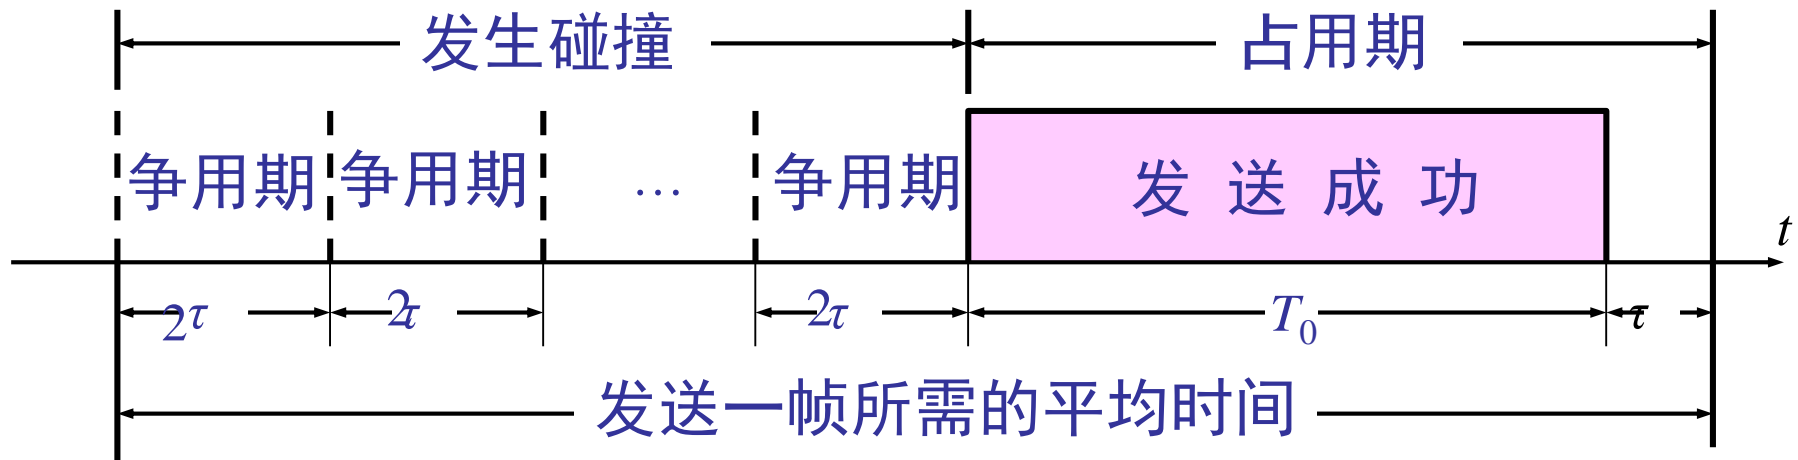 发生碰撞 占用期
争用期 争用期 … 争用期 发送成功
t
2τ 2τ 2τ T0 τ
发送一帧所需的平均时间